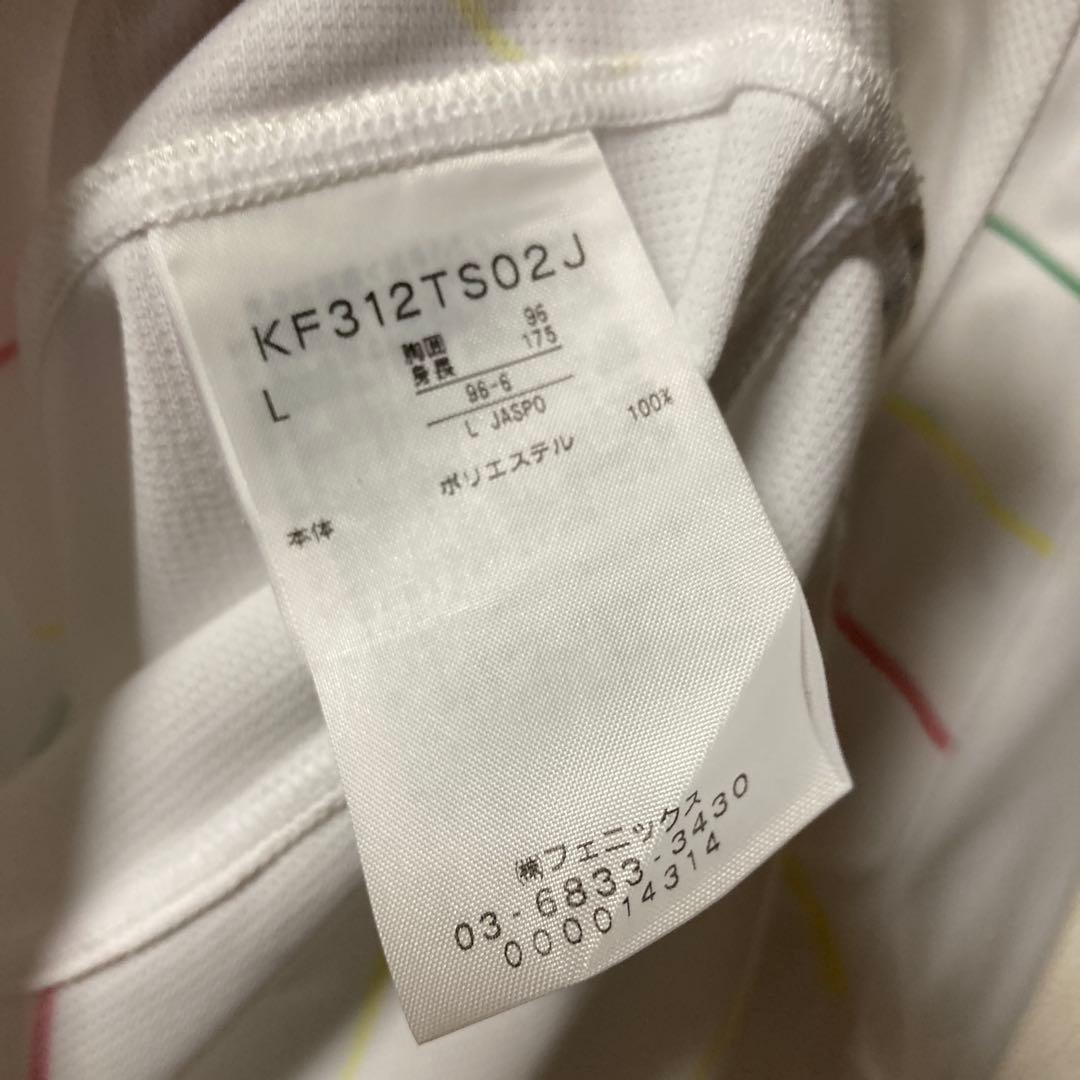 KF312TS02J
L
胸囲 96
身長 175
96-6
L JASPO
ポリエステル 100%
本体
㈱フェニックス
03-6833-3430
000014314